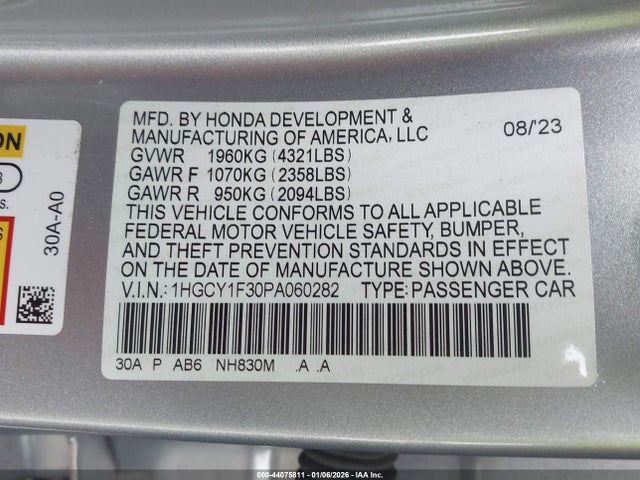 MFD. BY HONDA DEVELOPMENT &
MANUFACTURING OF AMERICA, LLC 08/'23
GVWR 1960KG (4321LBS)
GAWR F 1070KG (2358LBS)
GAWR R 950KG (2094LBS)
THIS VEHICLE CONFORMS TO ALL APPLICABLE
FEDERAL MOTOR VEHICLE SAFETY, BUMPER,
AND THEFT PREVENTION STANDARDS IN EFFECT
ON THE DATE OF MANUFACTURE SHOWN ABOVE.
V.I.N.: 1HGCY1F30PA060282 TYPE: PASSENGER CAR
30A P AB6 NH830M .A .A
ON
s.
S
30A-A0
000-44075811 - 01/06/2026 - IAA Inc.